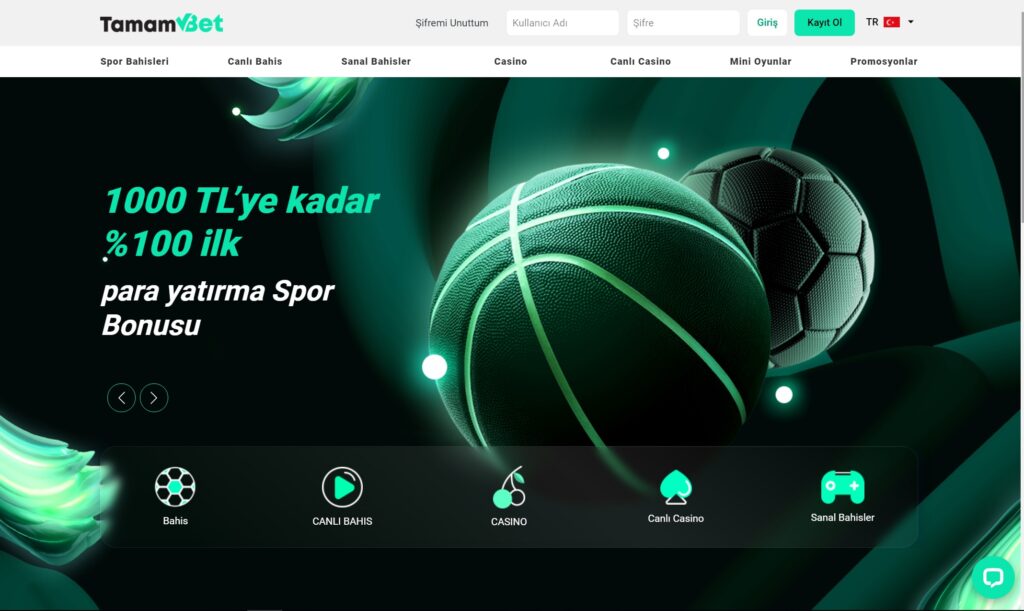 TamamBet
Şifremi Unuttum
Kullanıcı Adı
Şifre
Giriş
Kayıt Ol
TR
Spor Bahisleri
Canlı Bahis
Sanal Bahisler
Casino
Canlı Casino
Mini Oyunlar
Promosyonlar
1000 TL’ye kadar
%100 ilk
para yatırma Spor
Bonusu
Bahis
CANLI BAHIS
CASINO
Canlı Casino
Sanal Bahisler